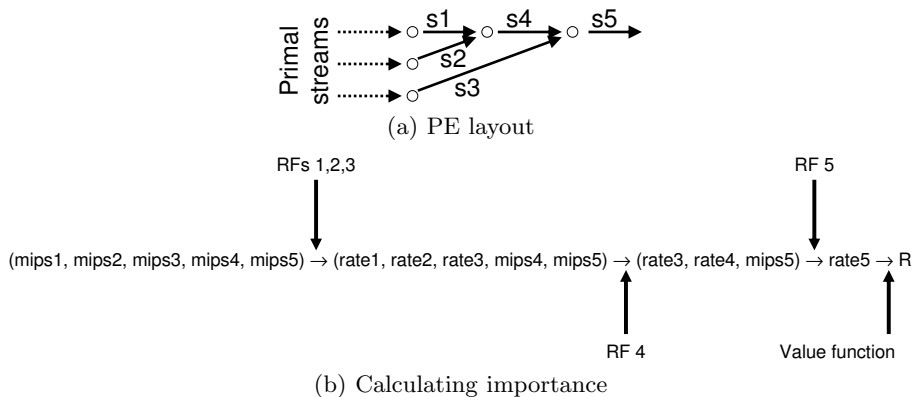 Primal
streams
s1
s4
s5
s2
s3
(a) PE layout
RFs 1,2,3
RF 5
(mips1, mips2, mips3, mips4, mips5) → (rate1, rate2, rate3, mips4, mips5) → (rate3, rate4, mips5) → rate5 → R
RF 4
Value function
(b) Calculating importance